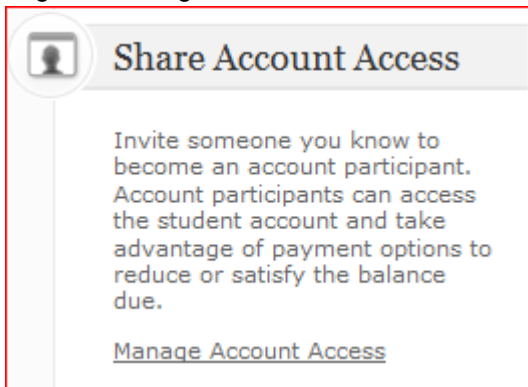 Share Account Access
Invite someone you know to
become an account participant.
Account participants can access
the student account and take
advantage of payment options to
reduce or satisfy the balance
due.
Manage Account Access